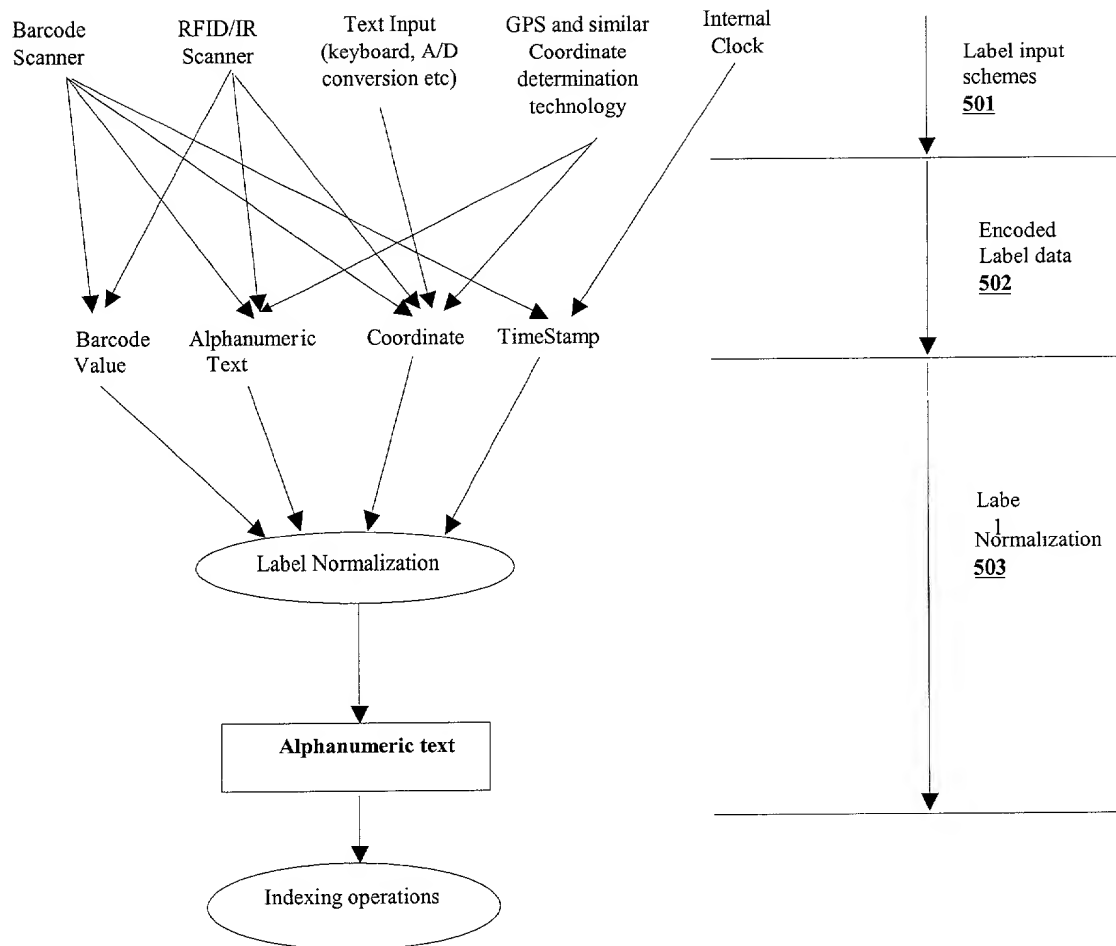 Barcode
Scanner
RFID/IR
Scanner
Text Input
(keyboard, A/D
conversion etc)
GPS and similar
Coordinate
determination
technology
Internal
Clock
Label input
schemes
501
Encoded
Label data
502
Barcode
Value
Alphanumeric
Text
Coordinate
TimeStamp
Labe
l
Normalization
503
Label Normalization
Alphanumeric text
Indexing operations